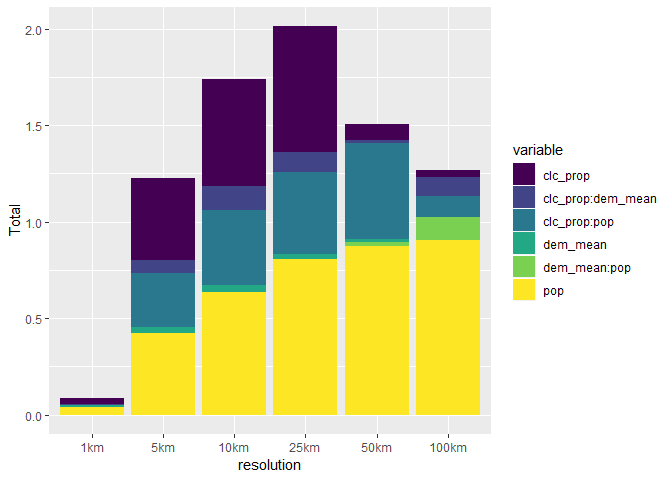 2.0
1.5
1.0
0.5
0.0
Total
1km 5km 10km 25km 50km 100km
resolution
variable
clc_prop
clc_prop:dem_mean
clc_prop:pop
dem_mean
dem_mean:pop
pop